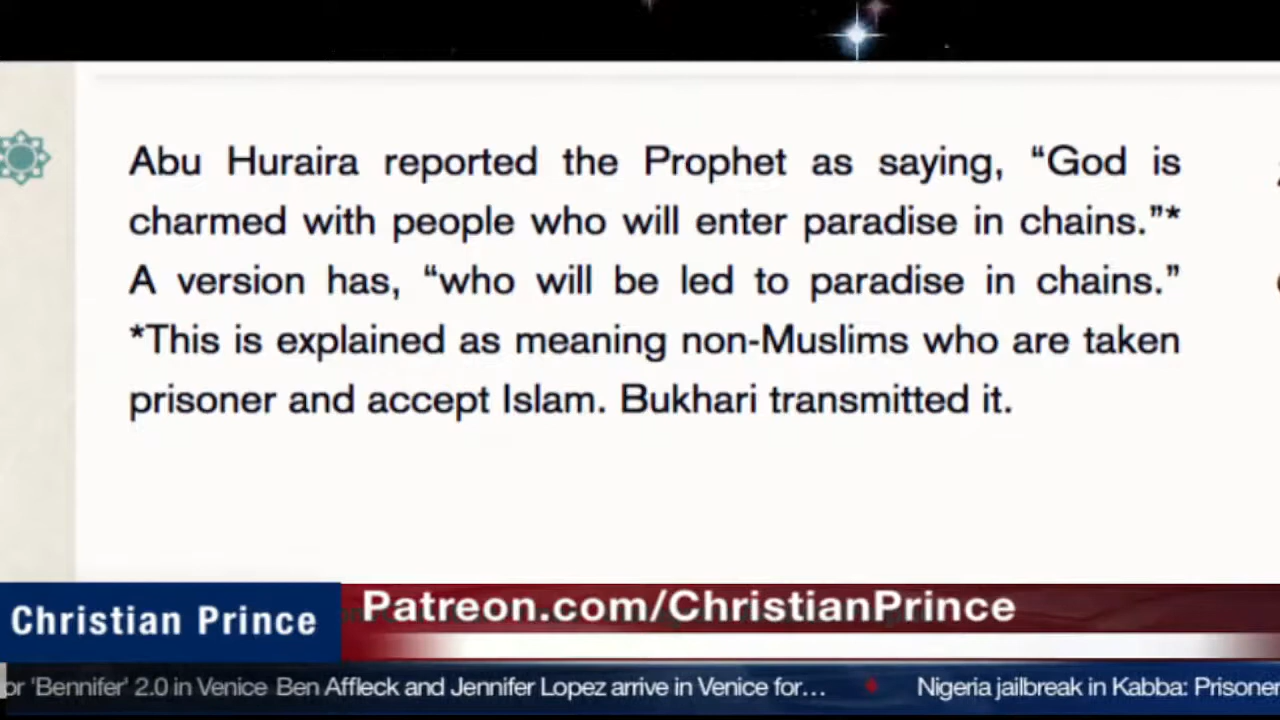 Abu Huraira reported the Prophet as saying, “God is
charmed with people who will enter paradise in chains.”*
A version has, “who will be led to paradise in chains.”
*This is explained as meaning non-Muslims who are taken
prisoner and accept Islam. Bukhari transmitted it.
Christian Prince
Patreon.com/ChristianPrince
or 'Bennifer' 2.0 in Venice Ben Affleck and Jennifer Lopez arrive in Venice for… Nigeria jailbreak in Kabba: Prisoner